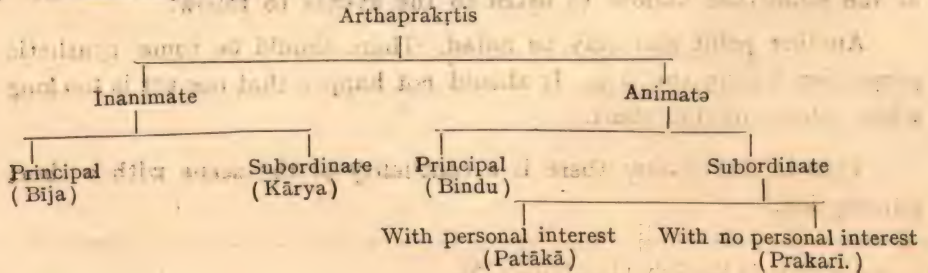 Arthaprakṛtis
Inanimate Animate
Principal Subordinate Principal Subordinate
(Bīja) (Kārya) (Bindu)
With personal interest With no personal interest
(Patākā) (Prakarī.)